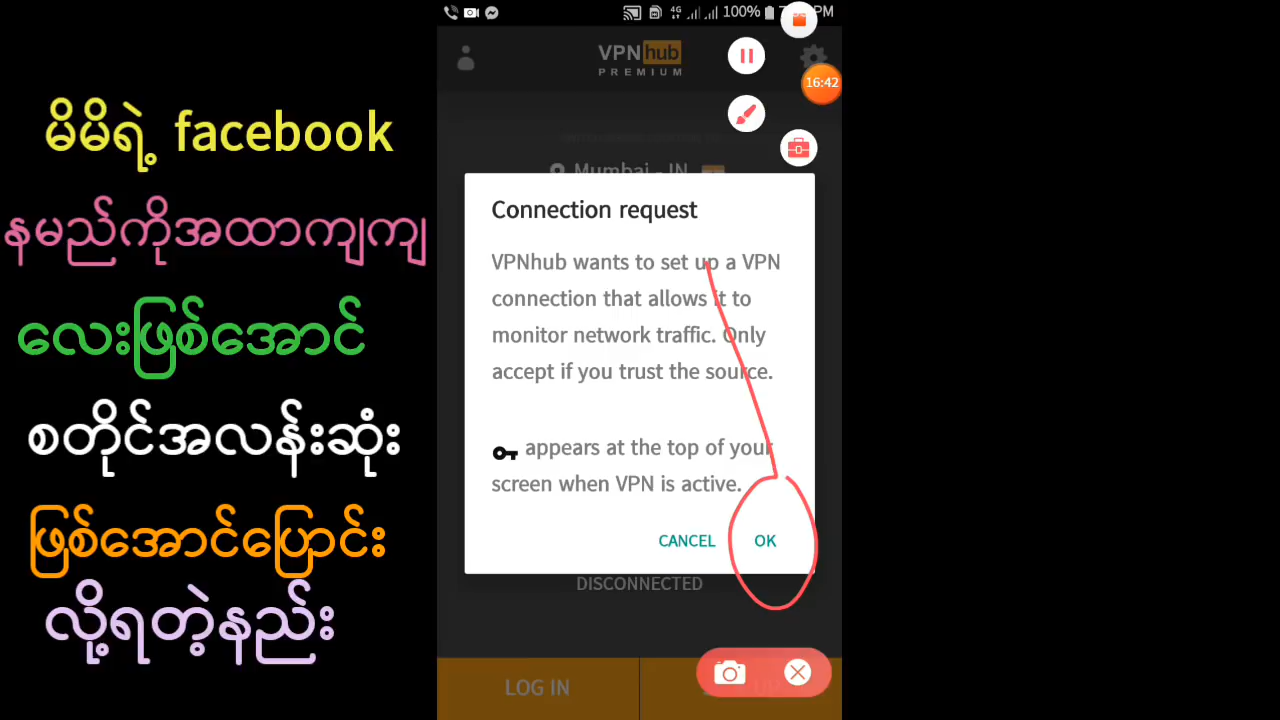 မိမိရဲ့ facebook
နမည်ကိုအထာကျကျ
လေးဖြစ်အောင်
စတိုင်အလန်းဆုံး
ဖြစ်အောင်ပြောင်း
လို့ရတဲ့နည်း
4G 100% PM
VPNhub
PREMIUM
16:42
Mumbai - IN
Connection request
VPNhub wants to set up a VPN
connection that allows it to
monitor network traffic. Only
accept if you trust the source.
appears at the top of your
screen when VPN is active.
CANCEL OK
DISCONNECTED
LOG IN